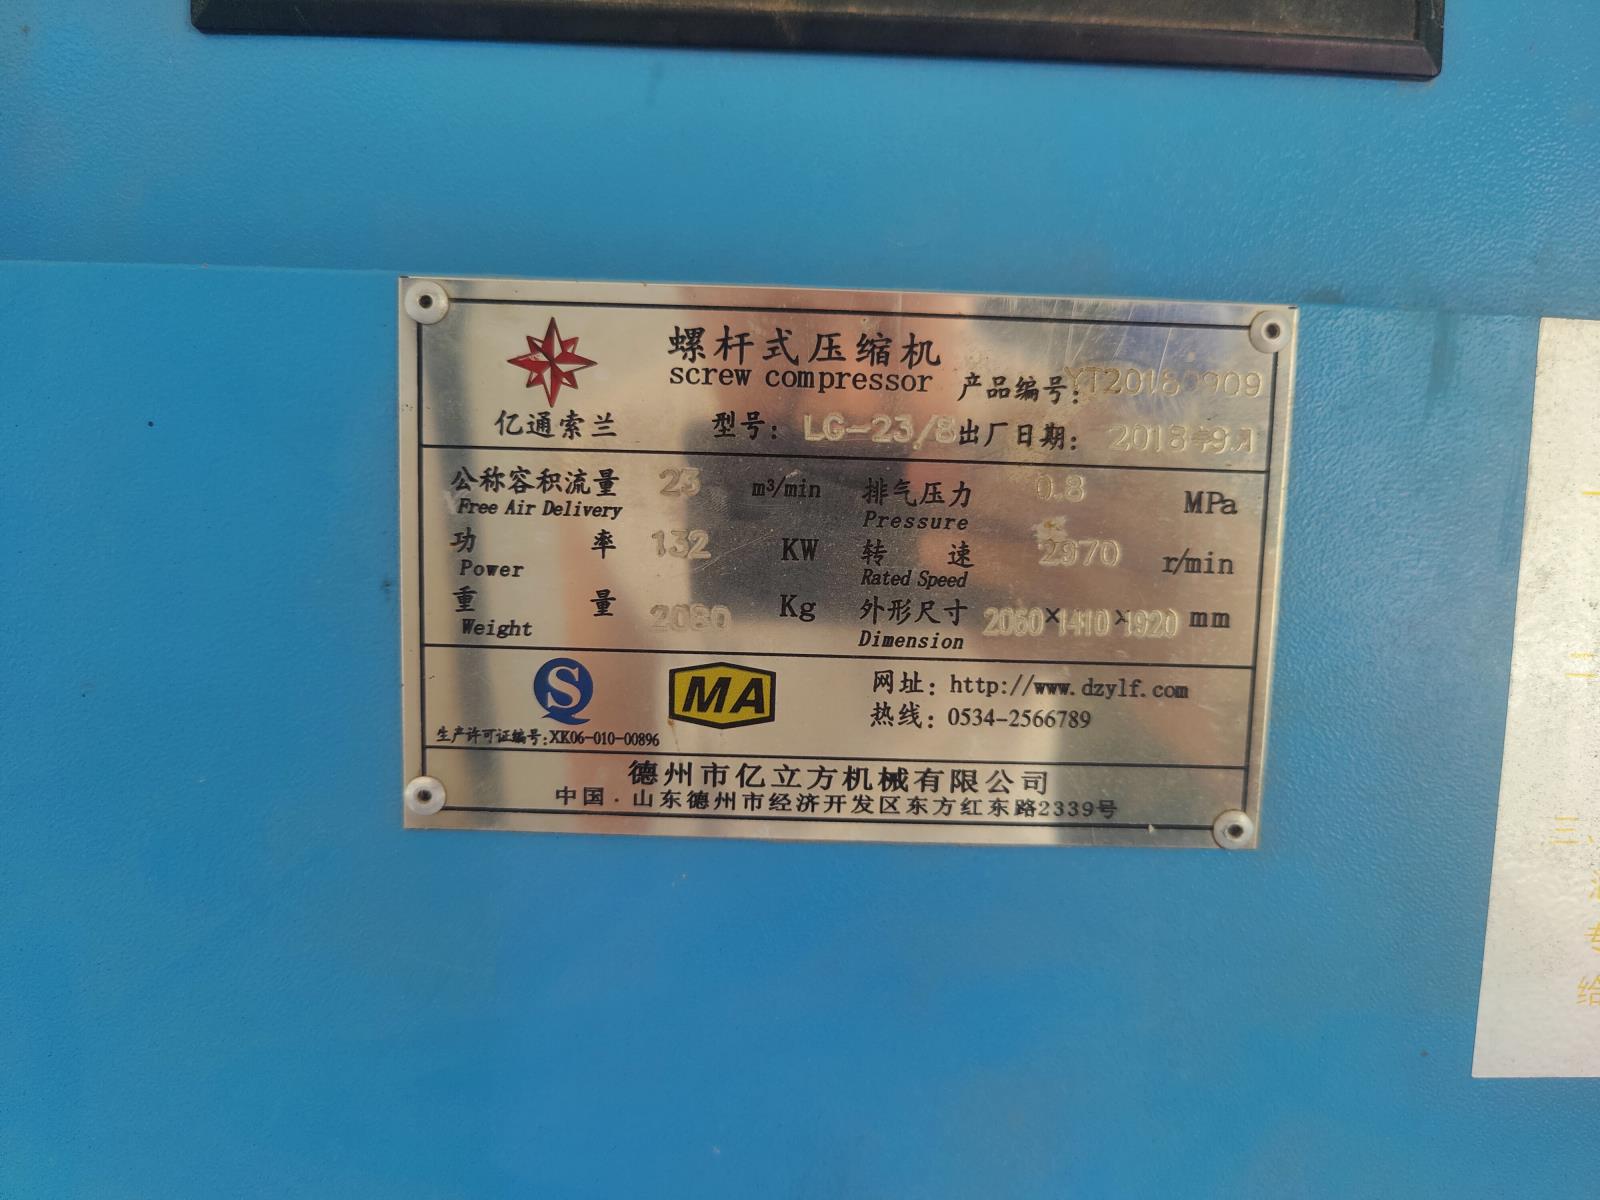 螺杆式压缩机
screw compressor
产品编号:YT20180909
亿通索兰
型号: LG-23/8
出厂日期: 2018年9月
公称容积流量 23 m³/min
Free Air Delivery
排气压力 0.8 MPa
Pressure
功率 132 KW
Power
转速 2970 r/min
Rated Speed
重量 2080 Kg
Weight
外形尺寸 2060×1410×1920 mm
Dimension
S
MA
生产许可证编号:XK06-010-00896
网址: http://www.dzylf.com
热线: 0534-2566789
德州市亿立方机械有限公司
中国·山东德州市经济开发区东方红东路2339号
三、
给